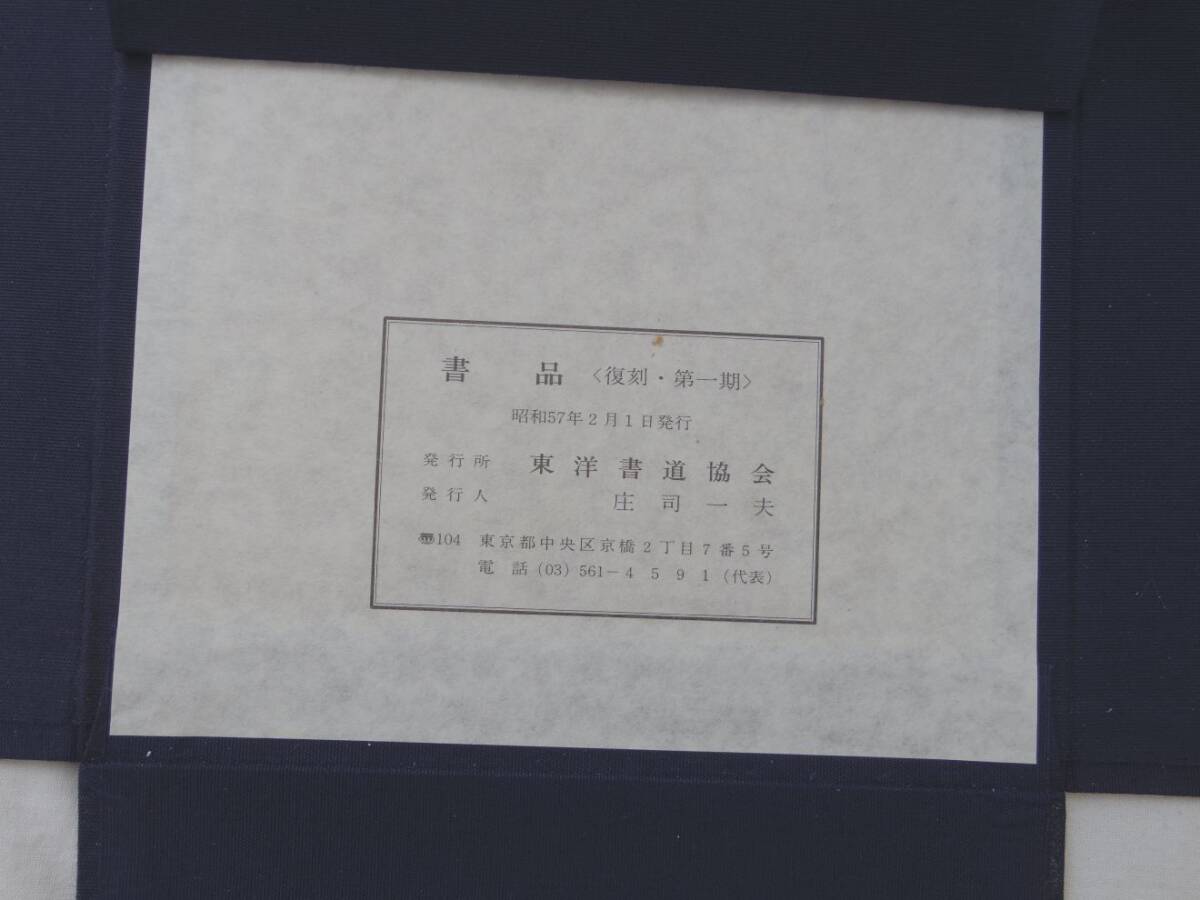 書品〈復刻・第一期〉
昭和57年2月1日発行
発行所 東洋書道協会
発行人 庄司一夫
〠104 東京都中央区京橋2丁目7番5号
電話(03)561-4591(代表)